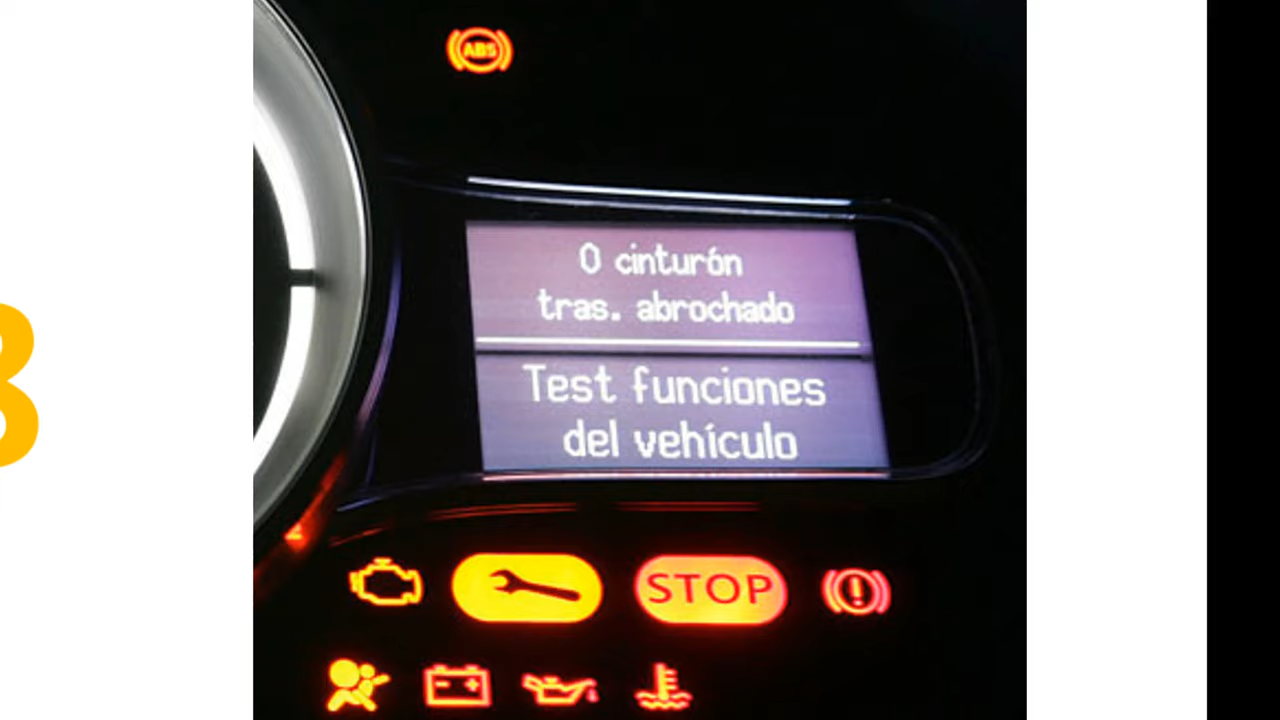 ABS
0 cinturón
tras. abrochado
Test funciones
del vehículo
STOP